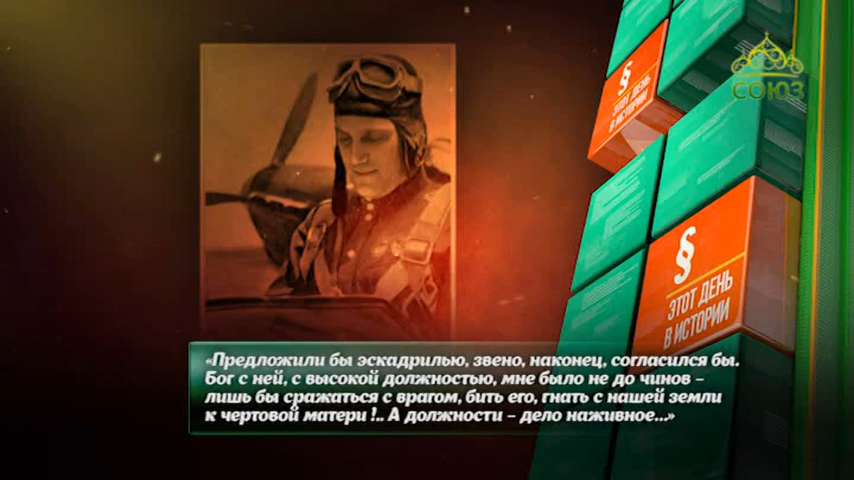 СОЮЗ
§
ЭТОТ ДЕНЬ
В ИСТОРИИ
§
ЭТОТ ДЕНЬ
В ИСТОРИИ
«Предложили бы эскадрилью, звено, наконец, согласился бы.
Бог с ней, с высокой должностью, мне было не до чинов –
лишь бы сражаться с врагом, бить его, гнать с нашей земли
к чертовой матери !.. А должности – дело наживное...»